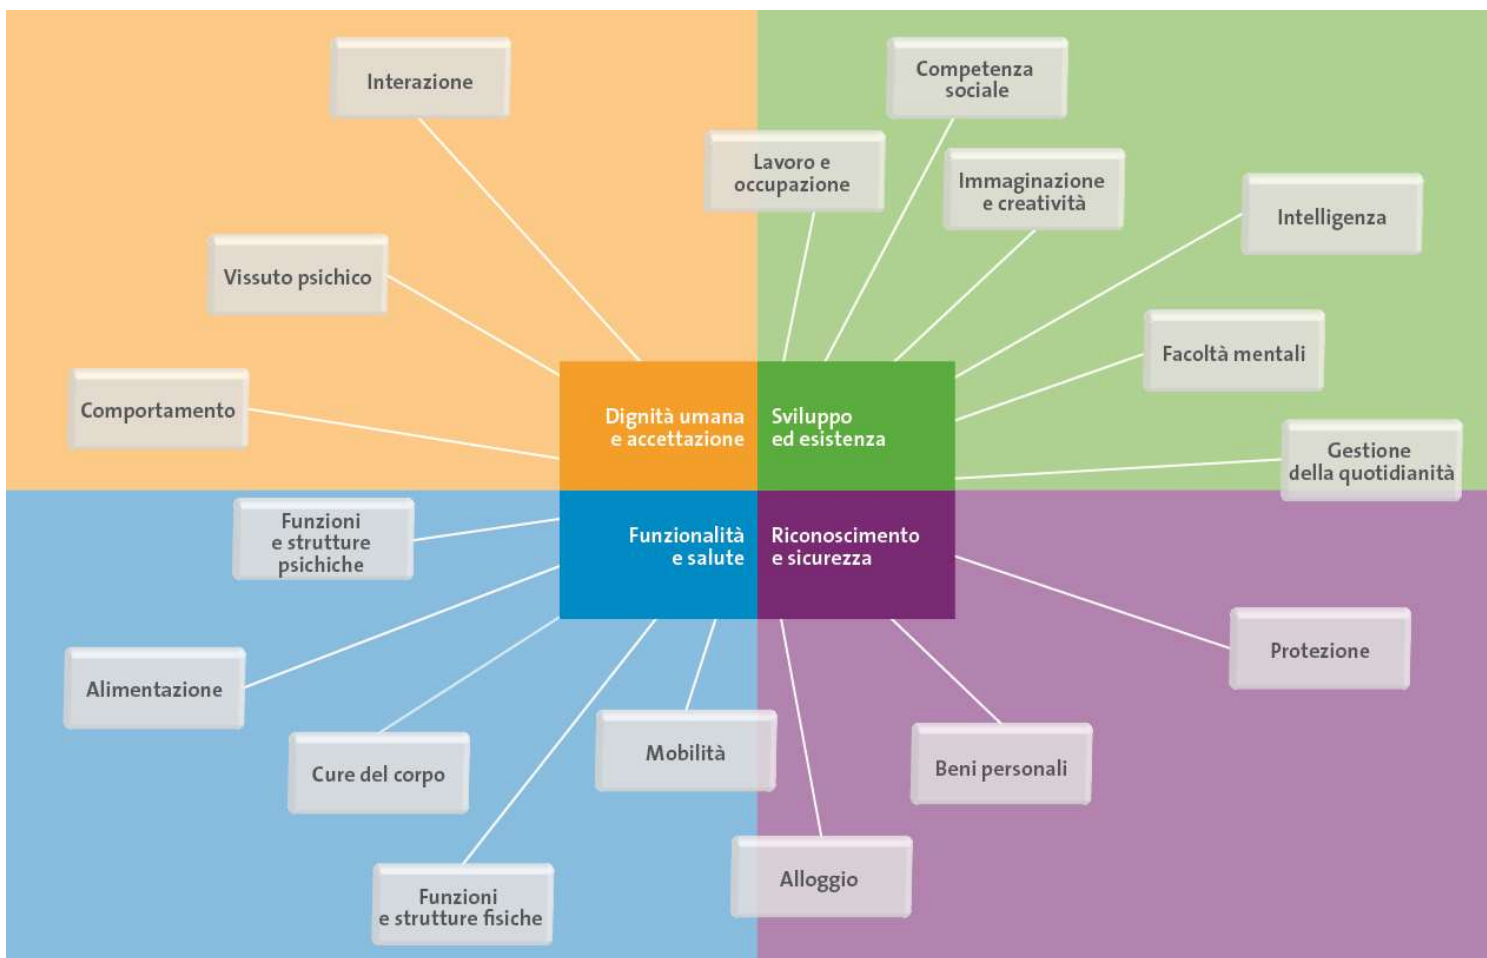 Interazione
Vissuto psichico
Comportamento
Lavoro e
occupazione
Competenza
sociale
Immaginazione
e creatività
Intelligenza
Facoltà mentali
Gestione
della quotidianità
Dignità umana
e accettazione
Sviluppo
ed esistenza
Funzionalità
e salute
Riconoscimento
e sicurezza
Funzioni
e strutture
psichiche
Alimentazione
Cure del corpo
Funzioni
e strutture fisiche
Mobilità
Alloggio
Beni personali
Protezione